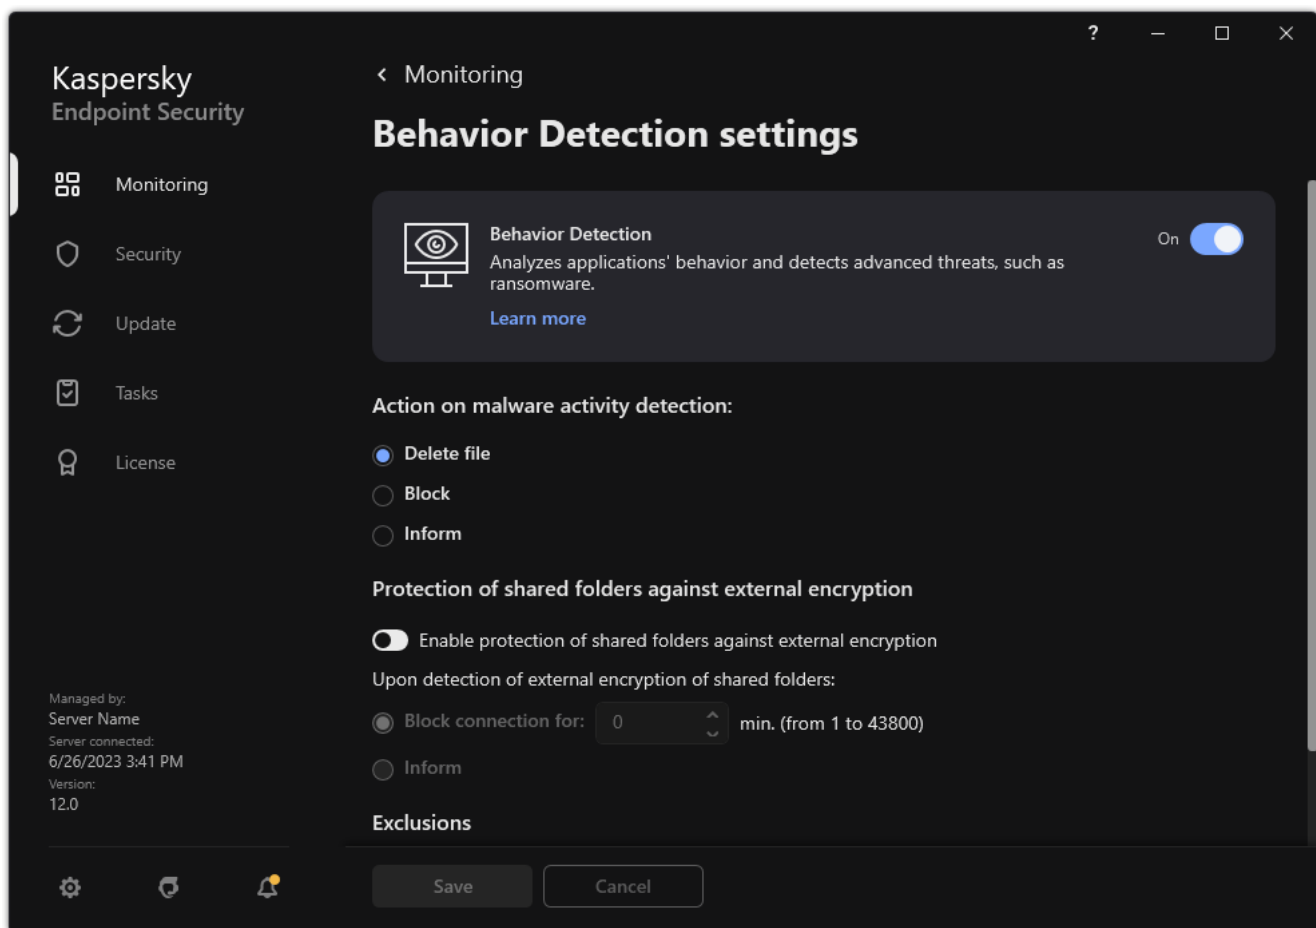 ?
Kaspersky
Endpoint Security
Monitoring
Security
Update
Tasks
License
Managed by:
Server Name
Server connected:
6/26/2023 3:41 PM
Version:
12.0
Monitoring
Behavior Detection settings
Behavior Detection
Analyzes applications' behavior and detects advanced threats, such as
ransomware.
Learn more
On
Action on malware activity detection:
Delete file
Block
Inform
Protection of shared folders against external encryption
Enable protection of shared folders against external encryption
Upon detection of external encryption of shared folders:
Block connection for: 0 min. (from 1 to 43800)
Inform
Exclusions
Save Cancel